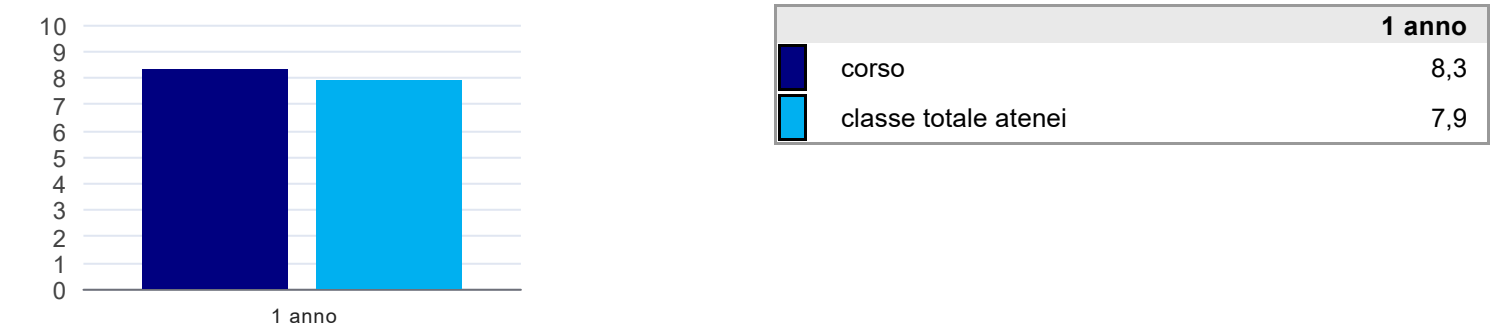 10
9
8
7
6
5
4
3
2
1
0
1 anno
1 anno
corso 8,3
classe totale atenei 7,9